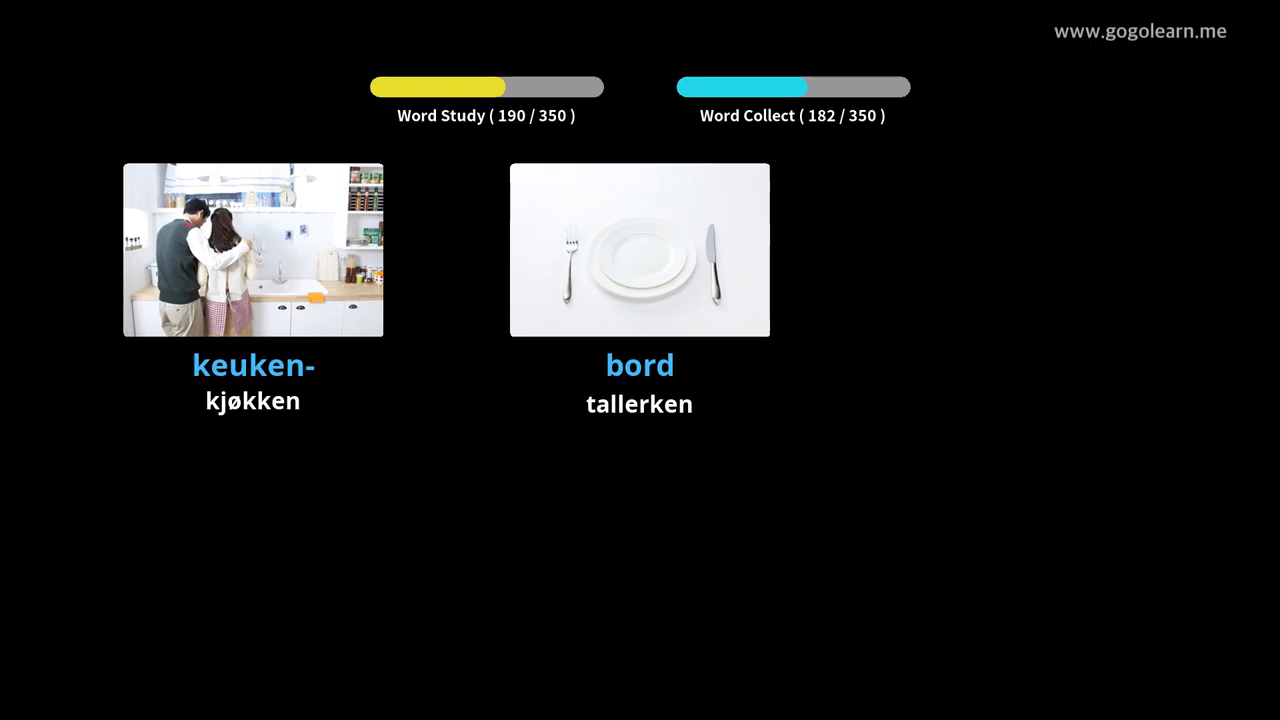 www.gogolearn.me
Word Study ( 190 / 350 )
Word Collect ( 182 / 350 )
keuken-
kjøkken
bord
tallerken